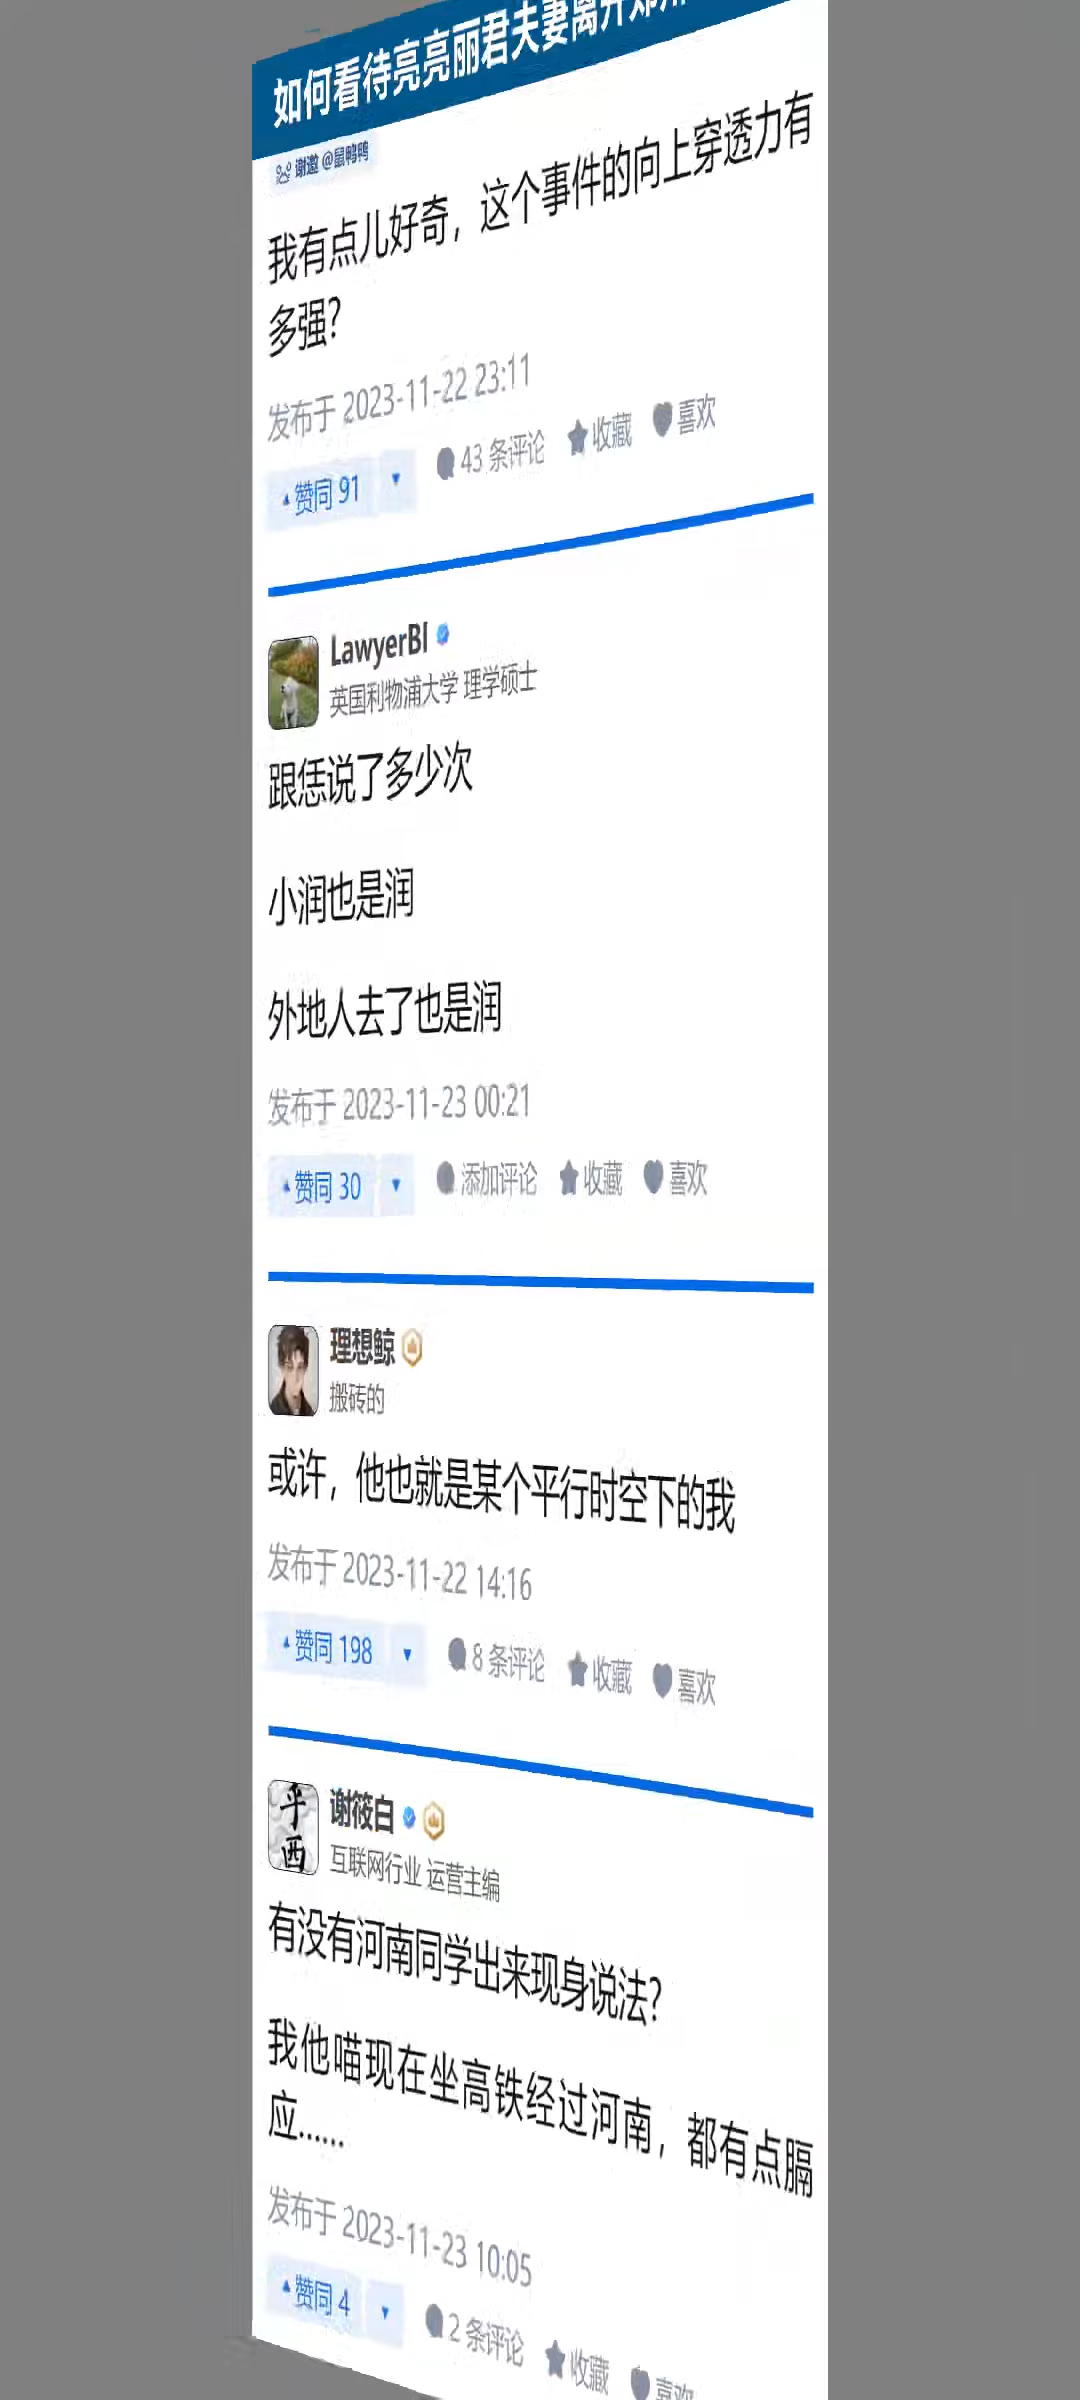 如何看待亮亮丽君夫妻离开郑州
谢邀 @鼠鸭鸭
我有点儿好奇，这个事件的向上穿透力有
多强？
发布于 2023-11-22 23:11
赞同 91 43 条评论 收藏 喜欢
LawyerBl
英国利物浦大学 理学硕士
跟恁说了多少次
小润也是润
外地人去了也是润
发布于 2023-11-23 00:21
赞同 30 添加评论 收藏 喜欢
理想鲸
搬砖的
或许，他也就是某个平行时空下的我
发布于 2023-11-22 14:16
赞同 198 8 条评论 收藏 喜欢
乎
西
谢筱白
互联网行业 运营主编
有没有河南同学出来现身说法？
我他喵现在坐高铁经过河南，都有点膈
应……
发布于 2023-11-23 10:05
赞同 4 2 条评论 收藏 喜欢